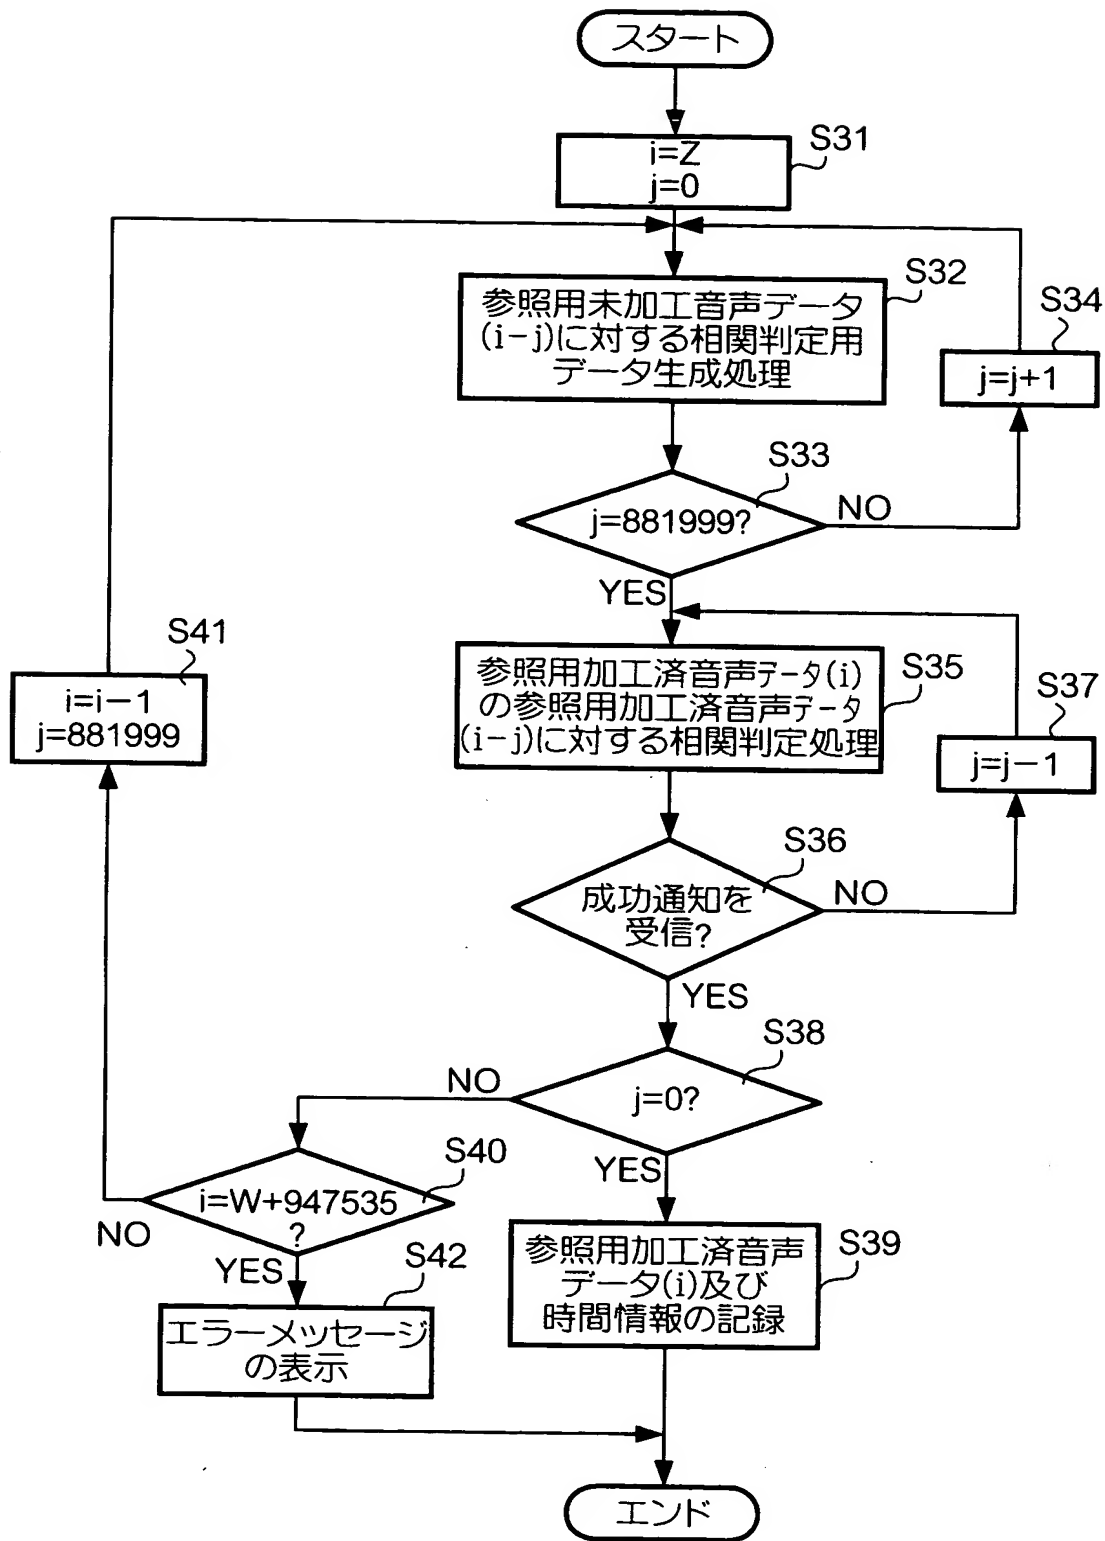 スタート
S31
i=Z
j=0
S32
参照用未加工音声データ
(i-j)に対する相関判定用
データ生成処理
S34
j=j+1
S33
j=881999?
NO
YES
S41
i=i-1
j=881999
S35
参照用加工済音声データ(i)
の参照用加工済音声データ
(i-j)に対する相関判定処理
S37
j=j-1
S36
成功通知を
受信?
NO
YES
S38
j=0?
NO
YES
S40
i=W+947535
?
NO
YES
S39
参照用加工済音声
データ(i)及び
時間情報の記録
S42
エラーメッセージ
の表示
エンド